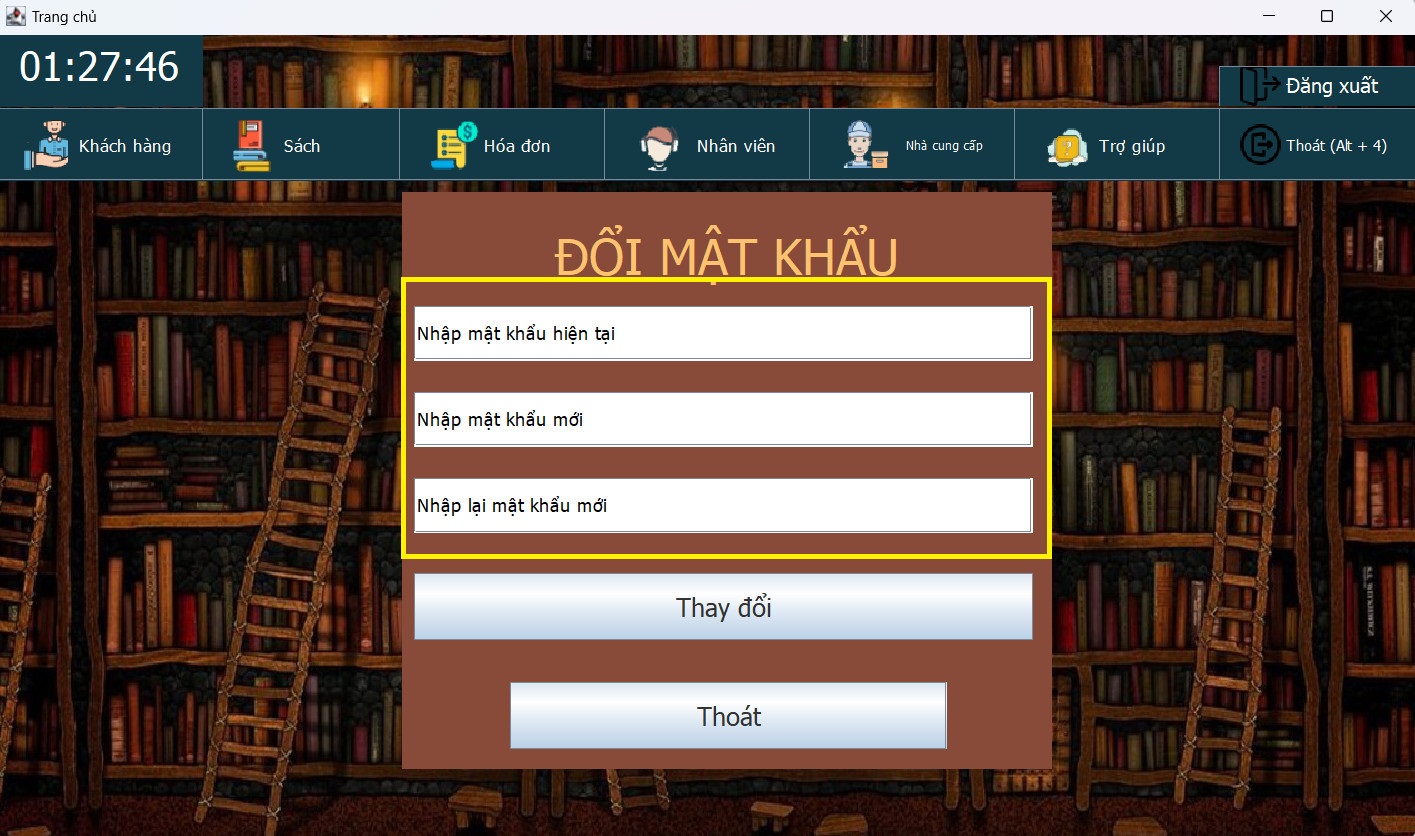 Trang chủ
01:27:46
Đăng xuất
Khách hàng
Sách
$
Hóa đơn
Nhân viên
Nhà cung cấp
?
Trợ giúp
Thoát (Alt + 4)
ĐỔI MẬT KHẨU
Nhập mật khẩu hiện tại
Nhập mật khẩu mới
Nhập lại mật khẩu mới
Thay đổi
Thoát